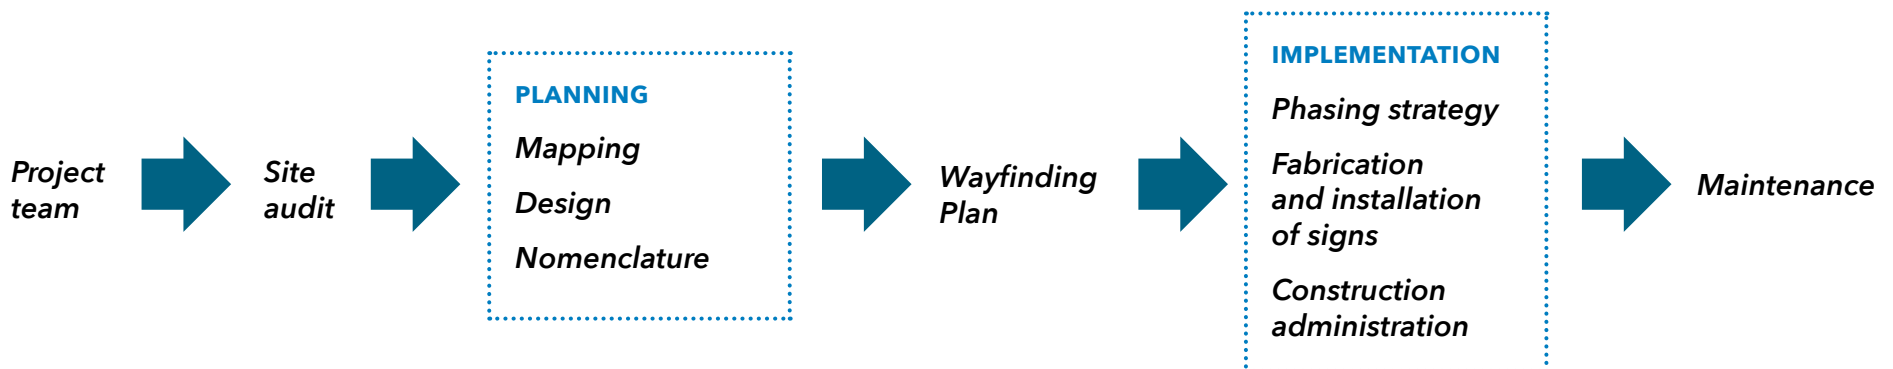 Project
team
Site
audit
PLANNING
Mapping
Design
Nomenclature
Wayfinding
Plan
IMPLEMENTATION
Phasing strategy
Fabrication
and installation
of signs
Construction
administration
Maintenance